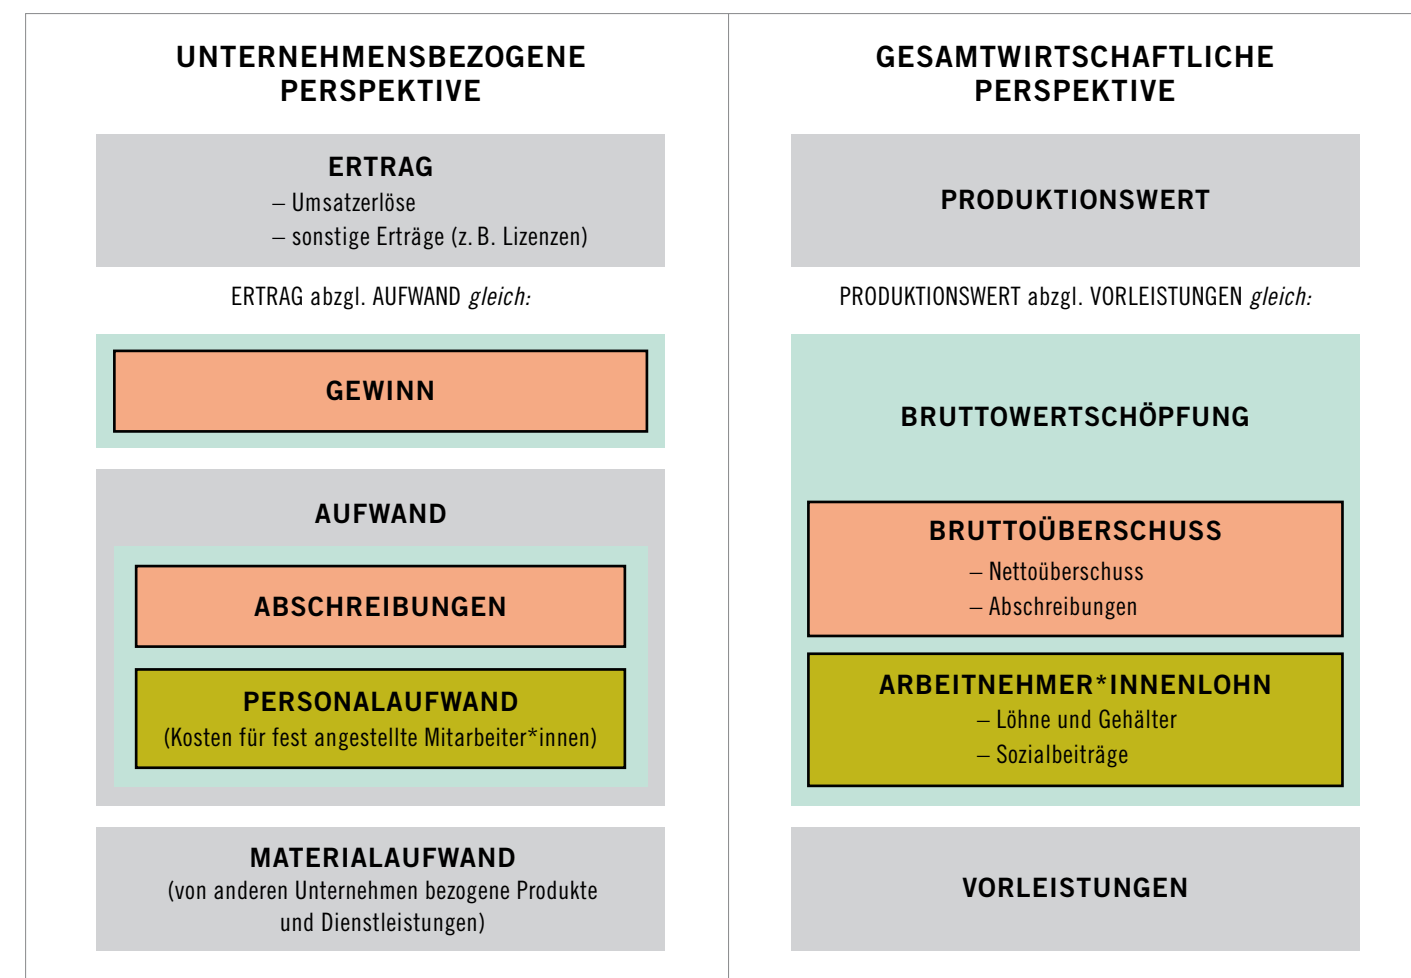 UNTERNEHMENSBEZOGENE
PERSPEKTIVE
ERTRAG
– Umsatzerlöse
– sonstige Erträge (z. B. Lizenzen)
ERTRAG abzgl. AUFWAND gleich:
GEWINN
AUFWAND
ABSCHREIBUNGEN
PERSONALAUFWAND
(Kosten für fest angestellte Mitarbeiter*innen)
MATERIALAUFWAND
(von anderen Unternehmen bezogene Produkte
und Dienstleistungen)
GESAMTWIRTSCHAFTLICHE
PERSPEKTIVE
PRODUKTIONSWERT
PRODUKTIONSWERT abzgl. VORLEISTUNGEN gleich:
BRUTTOWERTSCHÖPFUNG
BRUTTOÜBERSCHUSS
– Nettoüberschuss
– Abschreibungen
ARBEITNEHMER*INNENLOHN
– Löhne und Gehälter
– Sozialbeiträge
VORLEISTUNGEN